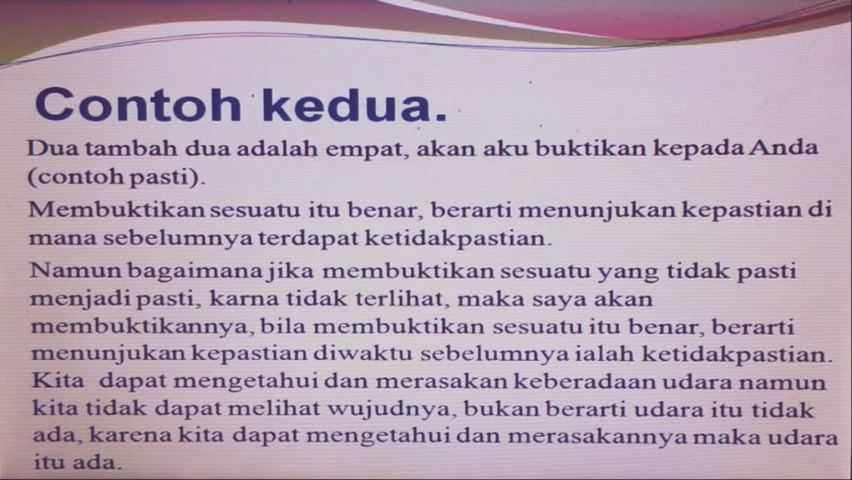 Contoh kedua.
Dua tambah dua adalah empat, akan aku buktikan kepada Anda
(contoh pasti).
Membuktikan sesuatu itu benar, berarti menunjukan kepastian di
mana sebelumnya terdapat ketidakpastian.
Namun bagaimana jika membuktikan sesuatu yang tidak pasti
menjadi pasti, karna tidak terlihat, maka saya akan
membuktikannya, bila membuktikan sesuatu itu benar, berarti
menunjukan kepastian diwaktu sebelumnya ialah ketidakpastian.
Kita dapat mengetahui dan merasakan keberadaan udara namun
kita tidak dapat melihat wujudnya, bukan berarti udara itu tidak
ada, karena kita dapat mengetahui dan merasakannya maka udara
itu ada.